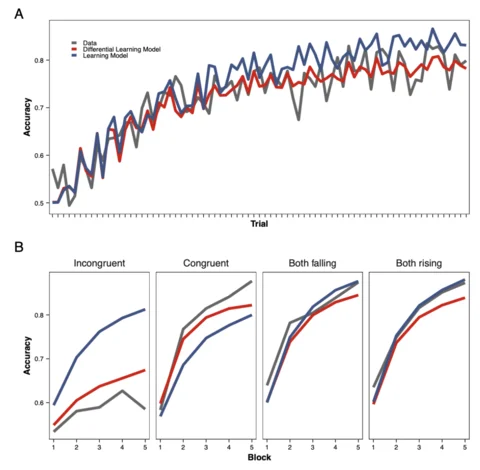 A
Data
Differential Learning Model
Learning Model
Accuracy
0.8
0.7
0.6
0.5
Trial
B
Incongruent
Congruent
Both falling
Both rising
Accuracy
0.8
0.7
0.6
1 2 3 4 5
1 2 3 4 5
1 2 3 4 5
1 2 3 4 5
Block